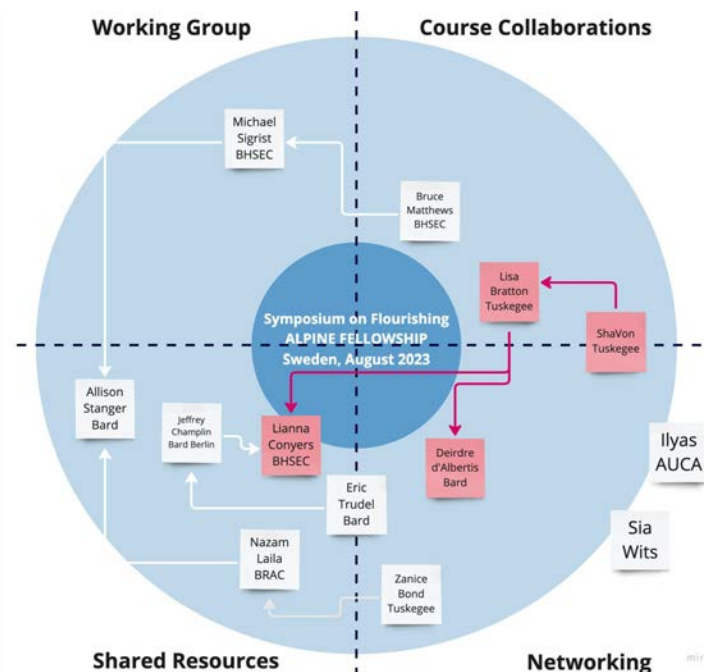 Working Group
Course Collaborations
Michael
Sigrist
BHSEC
Bruce
Matthews
BHSEC
Lisa
Bratton
Tuskegee
ShaVon
Tuskegee
Symposium on Flourishing
ALPINE FELLOWSHIP
Sweden, August 2023
Allison
Stanger
Bard
Jeffrey
Champlin
Bard Berlin
Lianna
Conyers
BHSEC
Deirdre
d'Albertis
Bard
Ilyas
AUCA
Eric
Trudel
Bard
Sia
Wits
Nazam
Laila
BRAC
Zanice
Bond
Tuskegee
Shared Resources
Networking